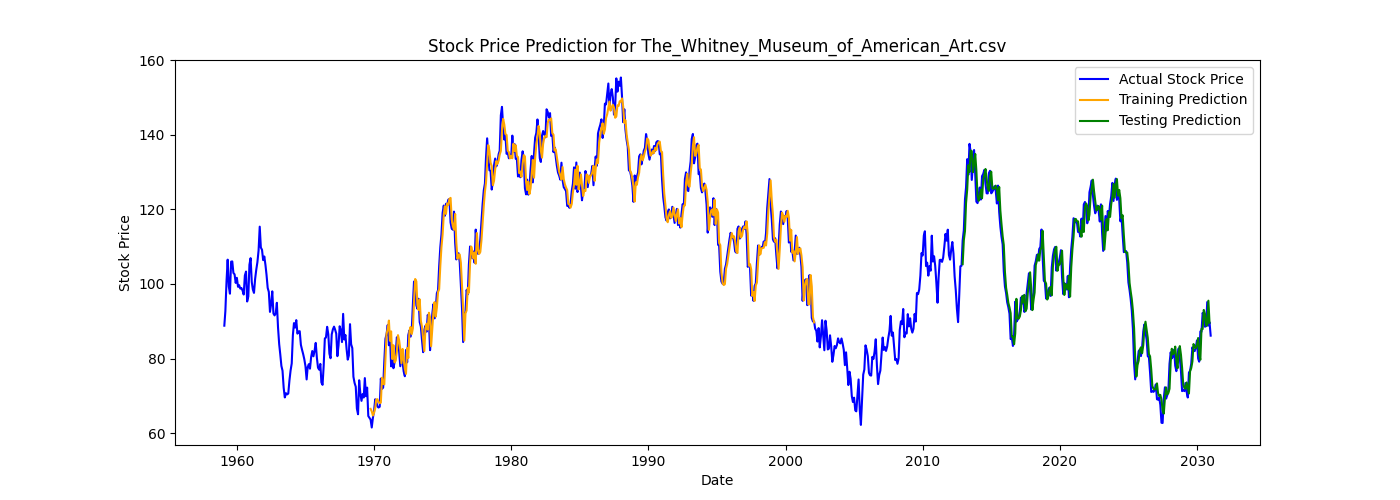 Stock Price Prediction for The_Whitney_Museum_of_American_Art.csv
Actual Stock Price
Training Prediction
Testing Prediction
Stock Price
160
140
120
100
80
60
1960 1970 1980 1990 2000 2010 2020 2030
Date